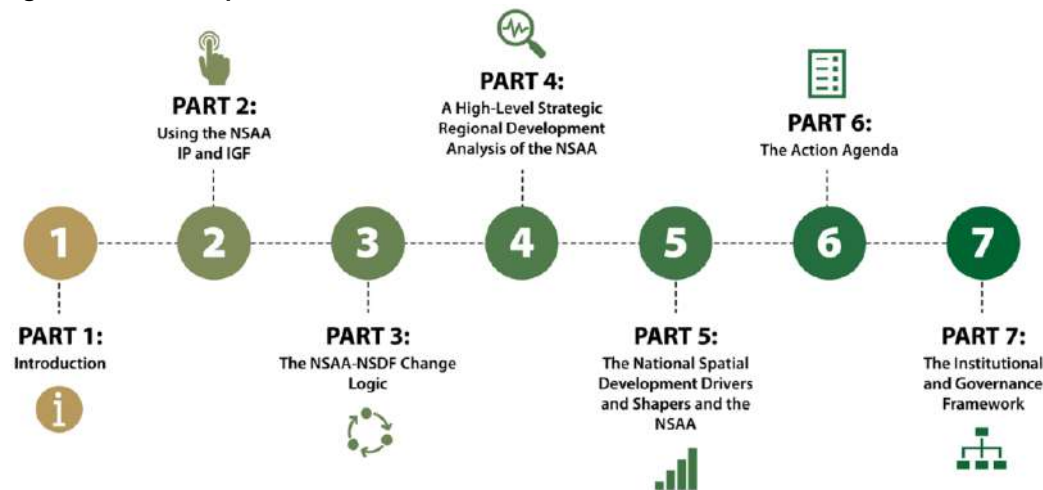 PART 2:
Using the NSAA
IP and IGF
PART 4:
A High-Level Strategic
Regional Development
Analysis of the NSAA
PART 6:
The Action Agenda
1
2
3
4
5
6
7
PART 1:
Introduction
i
PART 3:
The NSAA-NSDF Change
Logic
PART 5:
The National Spatial
Development Drivers
and Shapers and the
NSAA
PART 7:
The Institutional
and Governance
Framework